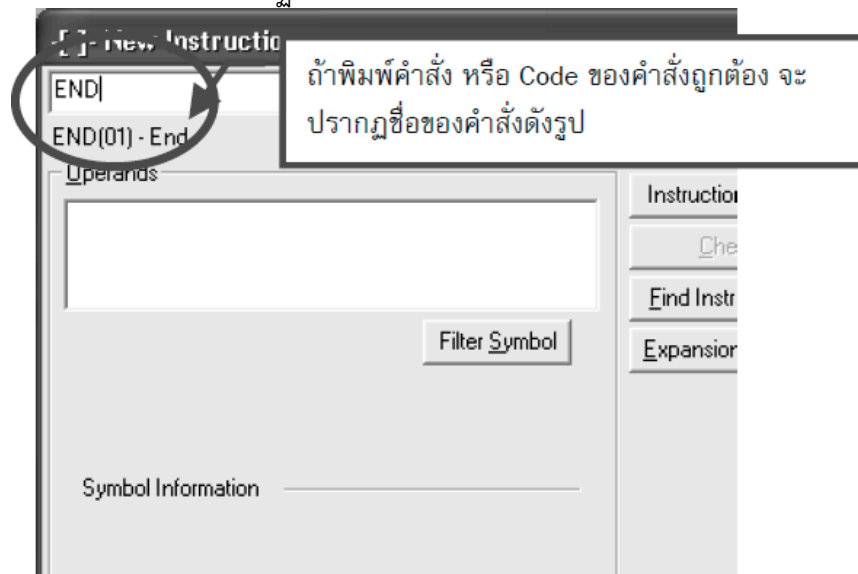 -[ ]- New Instructio
ถ้าพิมพ์คำสั่ง หรือ Code ของคำสั่งถูกต้อง จะ
ปรากฏชื่อของคำสั่งดังรูป
END
END(01) - End
Operands
Instruction
Che
Find Instr
Filter Symbol
Expansion
Symbol Information